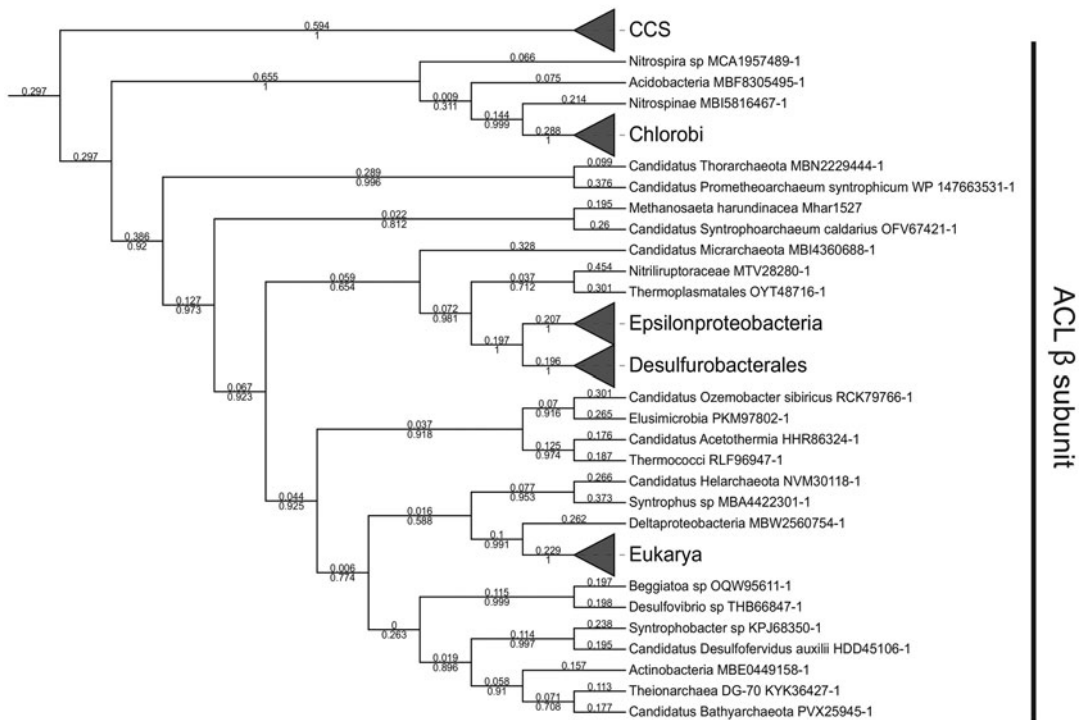 0.594
1
CCS
0.297
0.066
Nitrospira sp MCA1957489-1
0.655
1
0.075
Acidobacteria MBF8305495-1
0.009
0.311
0.214
Nitrospinae MBI5816467-1
0.144
0.999
0.288
1
Chlorobi
0.297
0.099
Candidatus Thorarchaeota MBN2229444-1
0.289
0.996
0.376
Candidatus Prometheoarchaeum syntrophicum WP 147663531-1
0.195
Methanosaeta harundinacea Mhar1527
0.022
0.812
0.26
Candidatus Syntrophoarchaeum caldarius OFV67421-1
0.386
0.92
0.328
Candidatus Micrarchaeota MBI4360688-1
0.454
Nitriliruptoraceae MTV28280-1
0.059
0.654
0.037
0.712
0.301
Thermoplasmatales OYT48716-1
0.127
0.973
0.072
0.981
0.207
1
Epsilonproteobacteria
0.197
1
0.196
1
Desulfurobacterales
0.067
0.923
0.301
Candidatus Ozemobacter sibiricus RCK79766-1
0.07
0.916
0.265
Elusimicrobia PKM97802-1
0.037
0.918
0.176
Candidatus Acetothermia HHR86324-1
0.125
0.974
0.187
Thermococci RLF96947-1
0.266
Candidatus Helarchaeota NVM30118-1
0.077
0.953
0.373
Syntrophus sp MBA4422301-1
0.044
0.925
0.016
0.588
0.262
Deltaproteobacteria MBW2560754-1
0.1
0.991
0.229
1
Eukarya
0.006
0.774
0.197
Beggiatoa sp OQW95611-1
0.115
0.999
0.198
Desulfovibrio sp THB66847-1
0
0.263
0.238
Syntrophobacter sp KPJ68350-1
0.114
0.997
0.195
Candidatus Desulfofervidus auxilii HDD45106-1
0.019
0.896
0.157
Actinobacteria MBE0449158-1
0.058
0.91
0.113
Theionarchaea DG-70 KYK36427-1
0.071
0.708
0.177
Candidatus Bathyarchaeota PVX25945-1
ACL β subunit